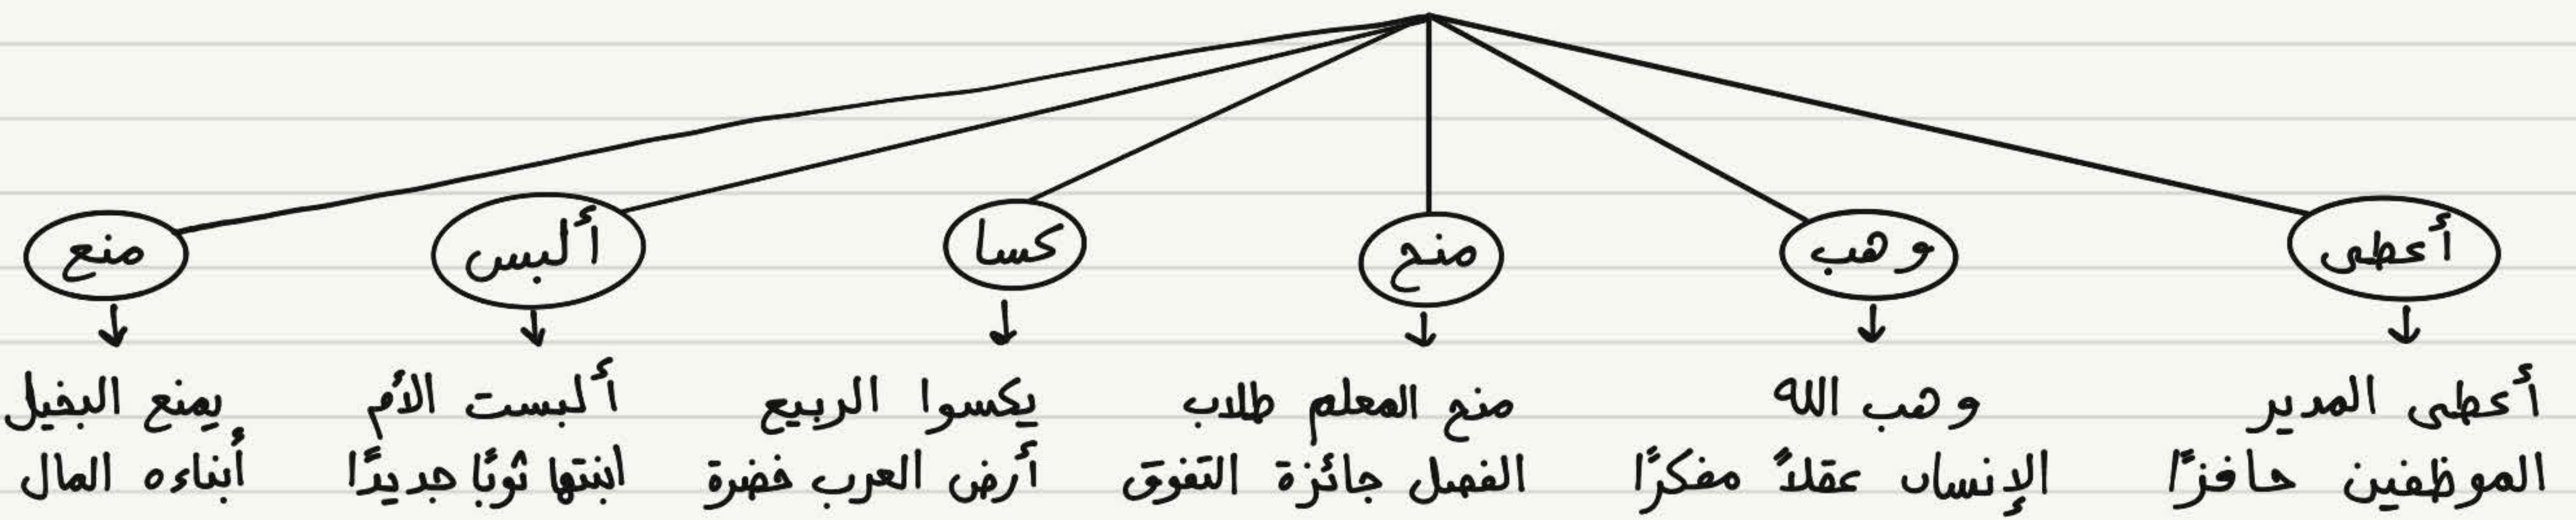 أعطى
وهب
منح
كسا
ألبس
منع
أعطى المدير
الموظفين حافزًا
وهب الله
الإنسان عقلاً مفكرًا
منح المعلم طلاب
الفصل جائزة التفوق
يكسوا الربيع
أرض العرب خضرة
ألبست الأم
ابنتها ثوبًا جديدًا
يمنع البخيل
أبناءه المال